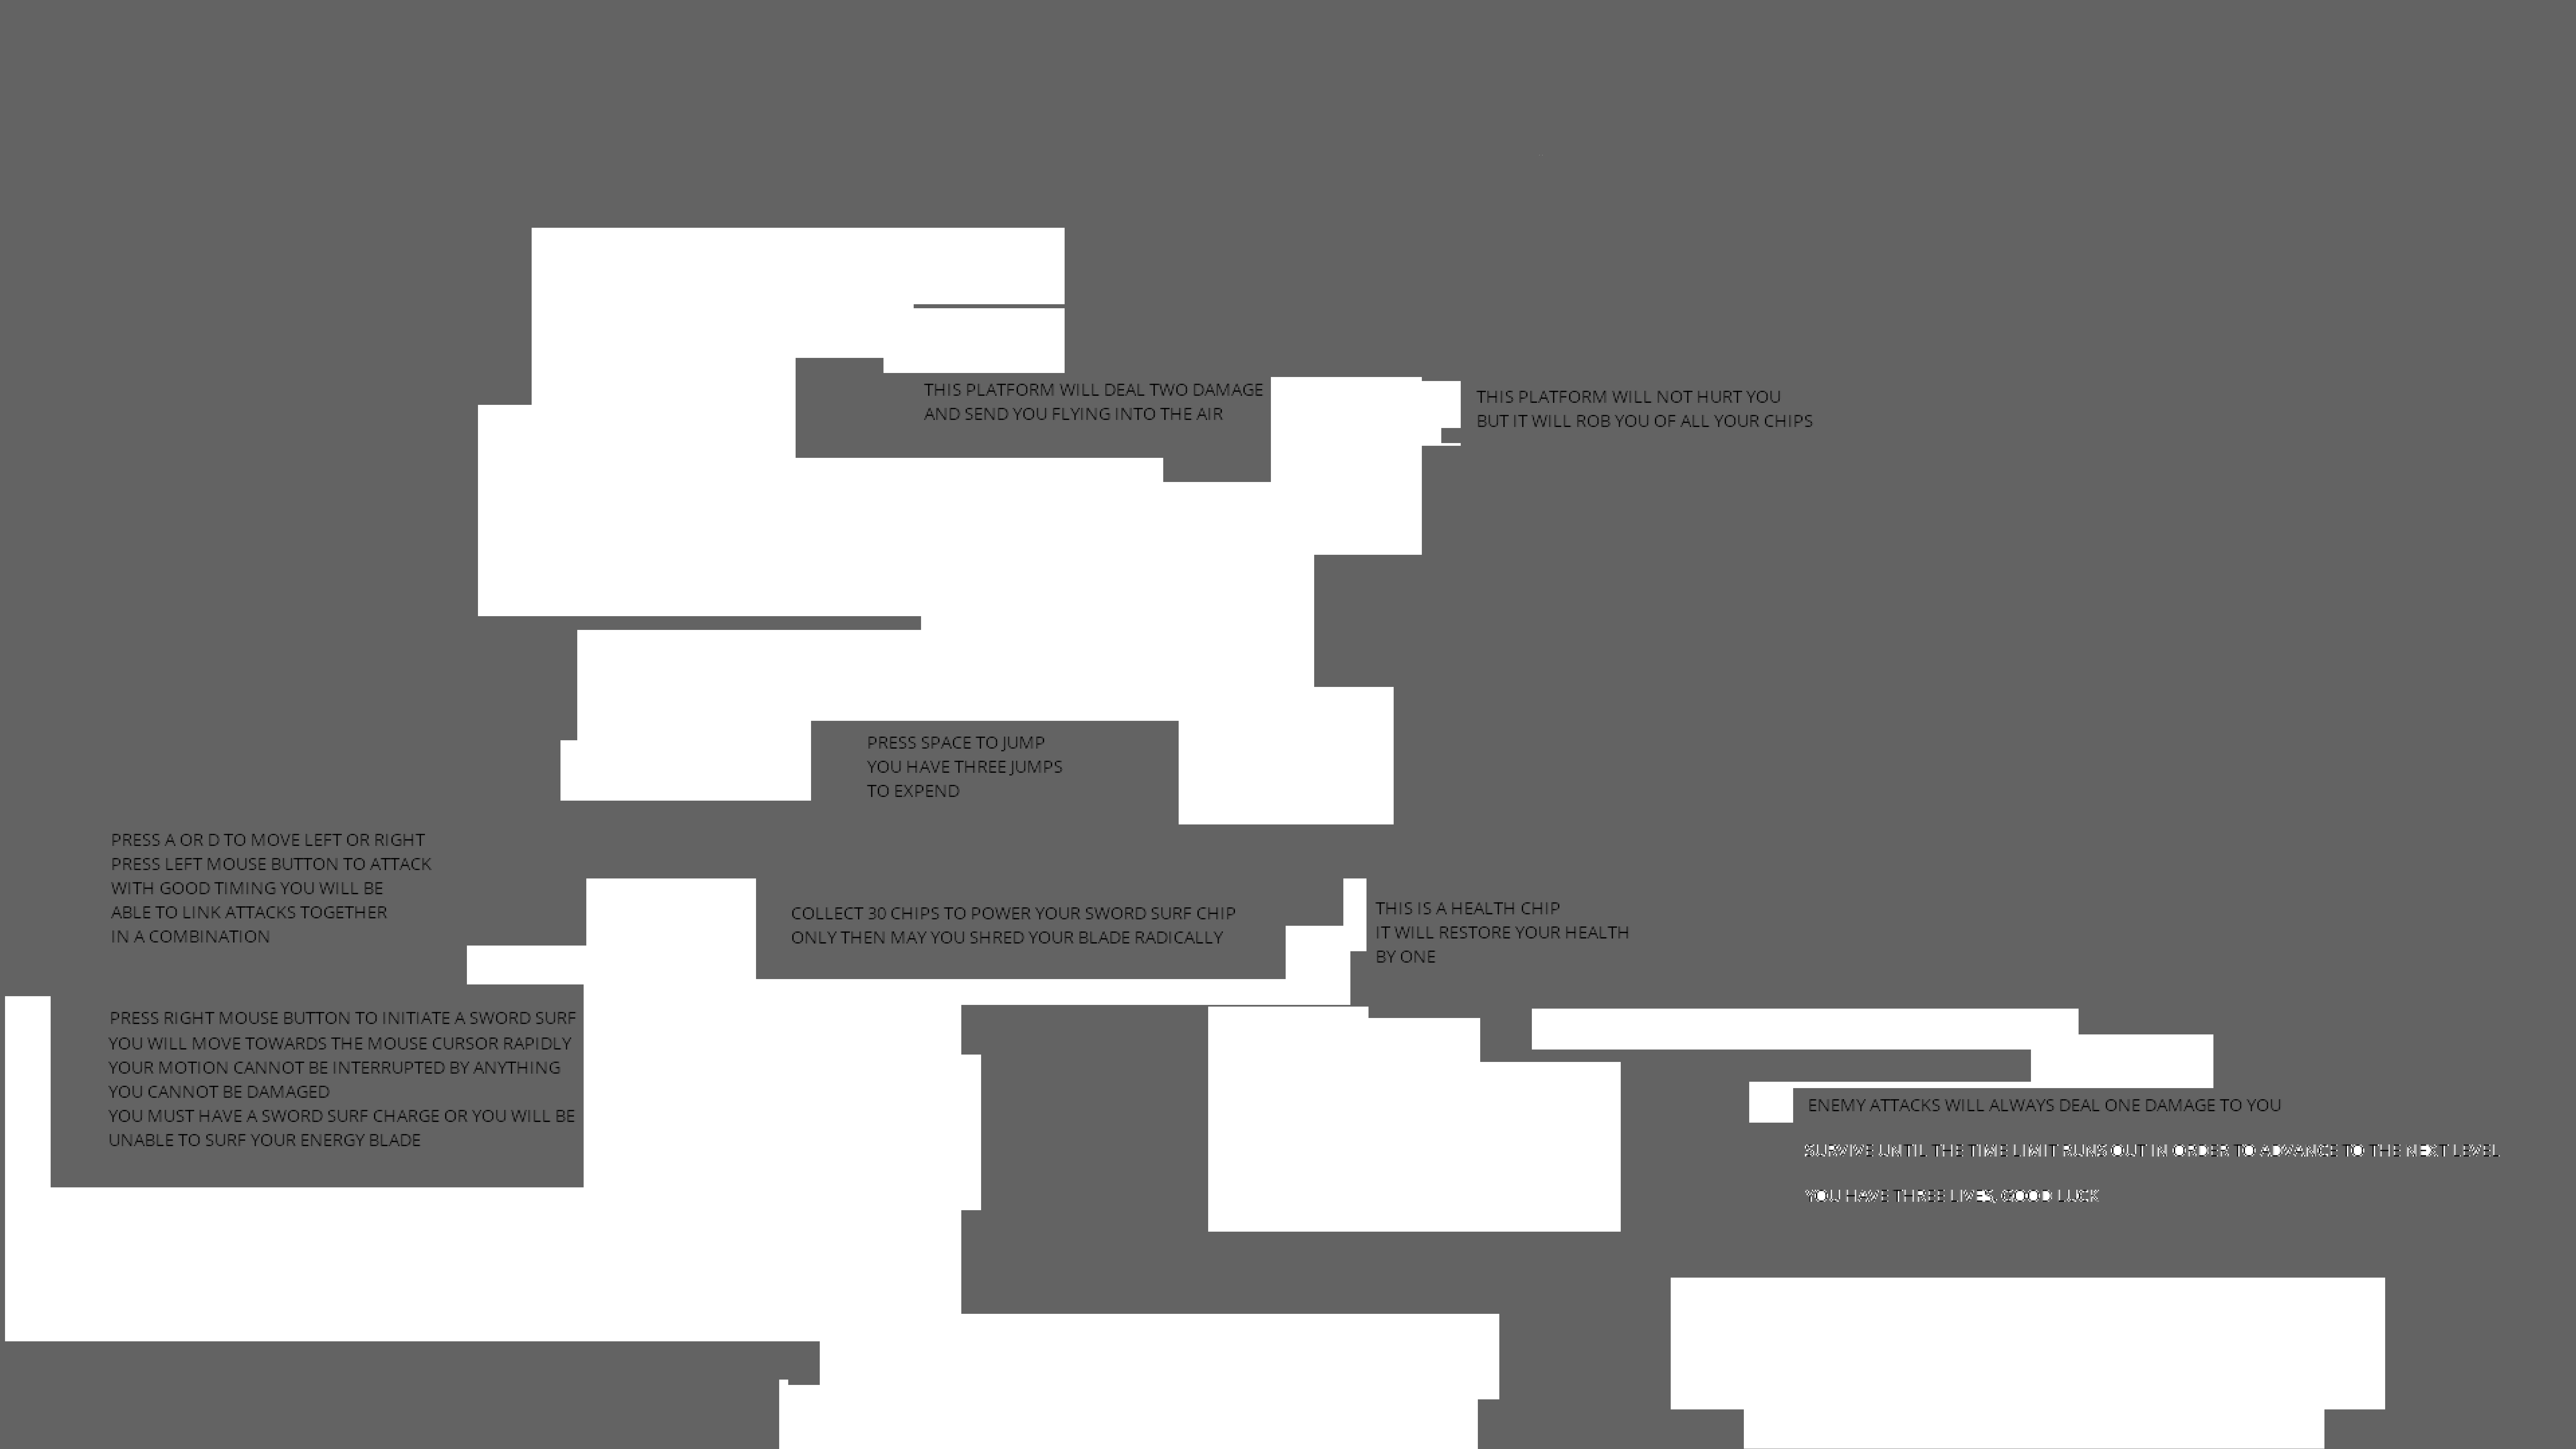 THIS PLATFORM WILL DEAL TWO DAMAGE
AND SEND YOU FLYING INTO THE AIR
THIS PLATFORM WILL NOT HURT YOU
BUT IT WILL ROB YOU OF ALL YOUR CHIPS
PRESS SPACE TO JUMP
YOU HAVE THREE JUMPS
TO EXPEND
PRESS A OR D TO MOVE LEFT OR RIGHT
PRESS LEFT MOUSE BUTTON TO ATTACK
WITH GOOD TIMING YOU WILL BE
ABLE TO LINK ATTACKS TOGETHER
IN A COMBINATION
COLLECT 30 CHIPS TO POWER YOUR SWORD SURF CHIP
ONLY THEN MAY YOU SHRED YOUR BLADE RADICALLY
THIS IS A HEALTH CHIP
IT WILL RESTORE YOUR HEALTH
BY ONE
PRESS RIGHT MOUSE BUTTON TO INITIATE A SWORD SURF
YOU WILL MOVE TOWARDS THE MOUSE CURSOR RAPIDLY
YOUR MOTION CANNOT BE INTERRUPTED BY ANYTHING
YOU CANNOT BE DAMAGED
YOU MUST HAVE A SWORD SURF CHARGE OR YOU WILL BE
UNABLE TO SURF YOUR ENERGY BLADE
ENEMY ATTACKS WILL ALWAYS DEAL ONE DAMAGE TO YOU
SURVIVE UNTIL THE TIME LIMIT RUNS OUT IN ORDER TO ADVANCE TO THE NEXT LEVEL
YOU HAVE THREE LIVES, GOOD LUCK